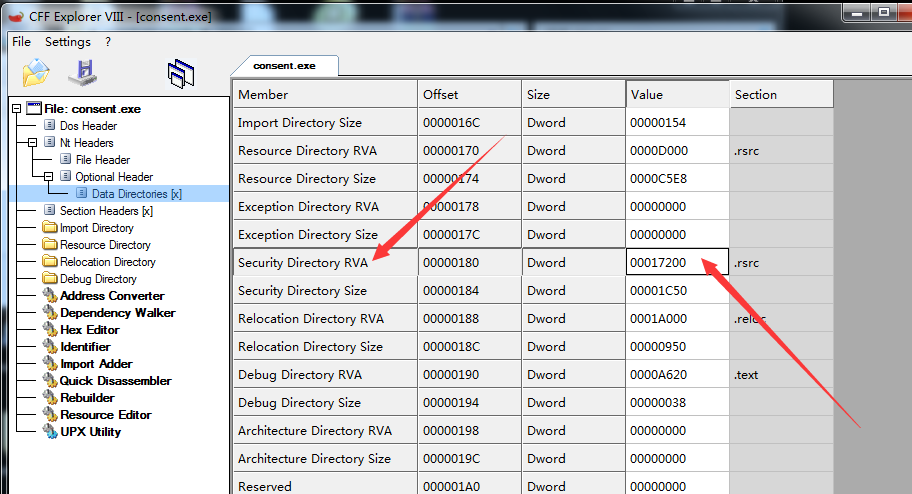 CFF Explorer VIII - [consent.exe]
File Settings ?
consent.exe
File: consent.exe
Dos Header
Nt Headers
File Header
Optional Header
Data Directories [x]
Section Headers [x]
Import Directory
Resource Directory
Relocation Directory
Debug Directory
Address Converter
Dependency Walker
Hex Editor
Identifier
Import Adder
Quick Disassembler
Rebuilder
Resource Editor
UPX Utility
Member Offset Size Value Section
Import Directory Size 0000016C Dword 00000154
Resource Directory RVA 00000170 Dword 0000D000 .rsrc
Resource Directory Size 00000174 Dword 0000C5E8
Exception Directory RVA 00000178 Dword 00000000
Exception Directory Size 0000017C Dword 00000000
Security Directory RVA 00000180 Dword 00017200 .rsrc
Security Directory Size 00000184 Dword 00001C50
Relocation Directory RVA 00000188 Dword 0001A000 .reloc
Relocation Directory Size 0000018C Dword 00000950
Debug Directory RVA 00000190 Dword 0000A620 .text
Debug Directory Size 00000194 Dword 00000038
Architecture Directory RVA 00000198 Dword 00000000
Architecture Directory Size 0000019C Dword 00000000
Reserved 000001A0 Dword 00000000